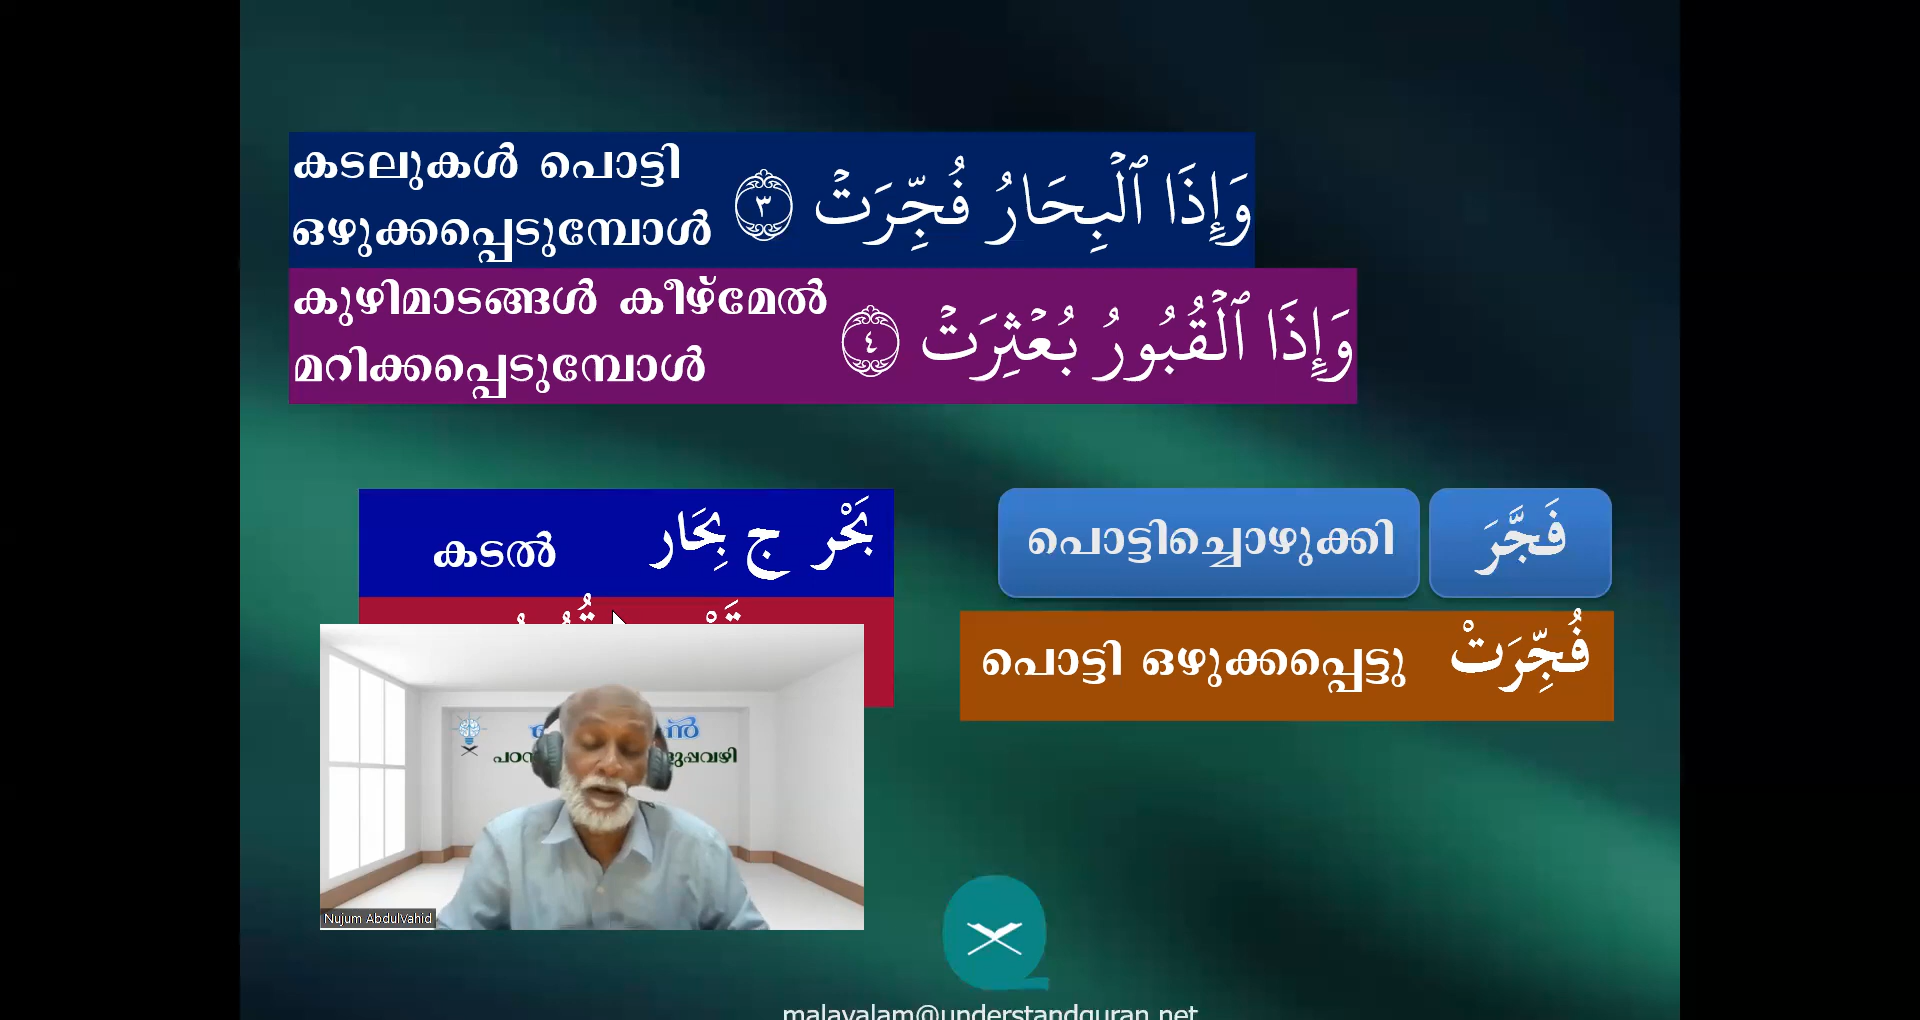 കടലുകൾ പൊട്ടി
ഒഴുക്കപ്പെടുമ്പോൾ
وَإِذَا ٱلۡبِحَارُ فُجِّرَتۡ ٣
കുഴിമാടങ്ങൾ കീഴ്മേൽ
മറിക്കപ്പെടുമ്പോൾ
وَإِذَا ٱلۡقُبُورُ بُعۡثِرَتۡ ٤
കടൽ
بَحْر ج بِحَار
പൊട്ടിച്ചൊഴുക്കി
فَجَّرَ
പൊട്ടി ഒഴുക്കപ്പെട്ടു
فُجِّرَتْ
Nujum AbdulVahid
malayalam@understandquran.net